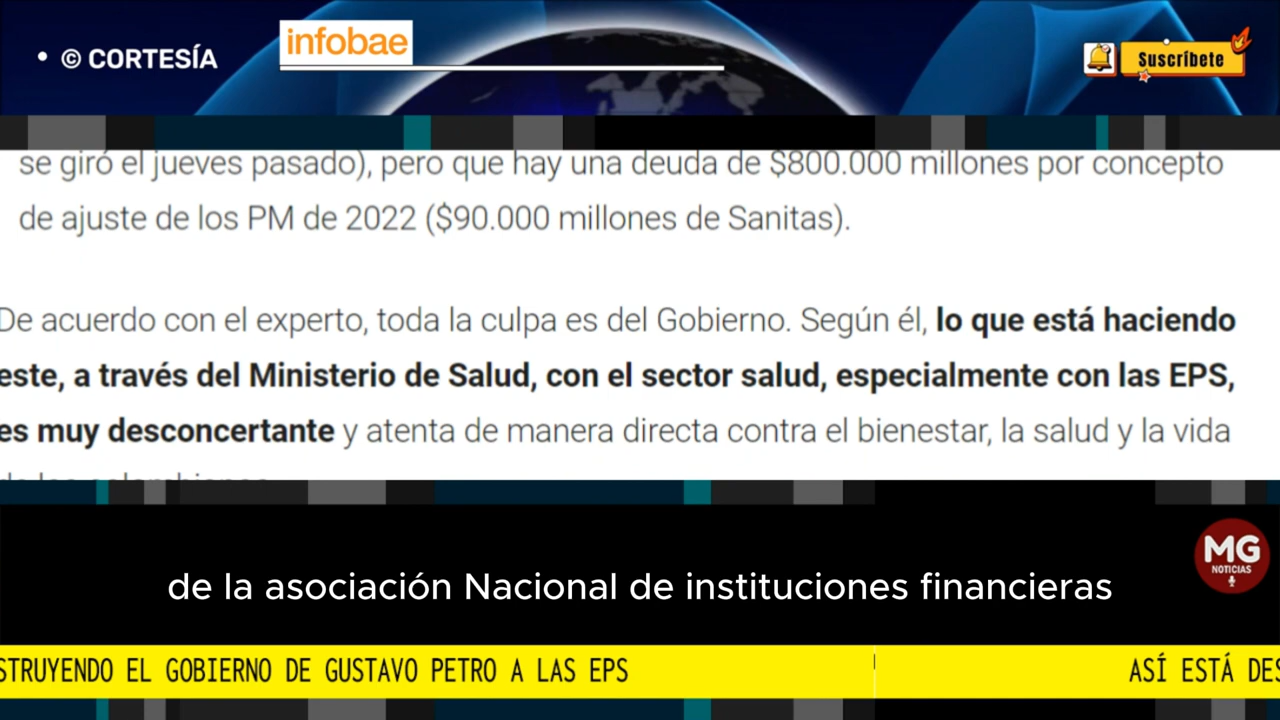 • © CORTESÍA
infobae
Suscríbete
se giró el jueves pasado), pero que hay una deuda de $800.000 millones por concepto
de ajuste de los PM de 2022 ($90.000 millones de Sanitas).
De acuerdo con el experto, toda la culpa es del Gobierno. Según él, lo que está haciendo
este, a través del Ministerio de Salud, con el sector salud, especialmente con las EPS,
es muy desconcertante y atenta de manera directa contra el bienestar, la salud y la vida
MG
NOTICIAS
de la asociación Nacional de instituciones financieras
STRUYENDO EL GOBIERNO DE GUSTAVO PETRO A LAS EPS
ASÍ ESTÁ DES